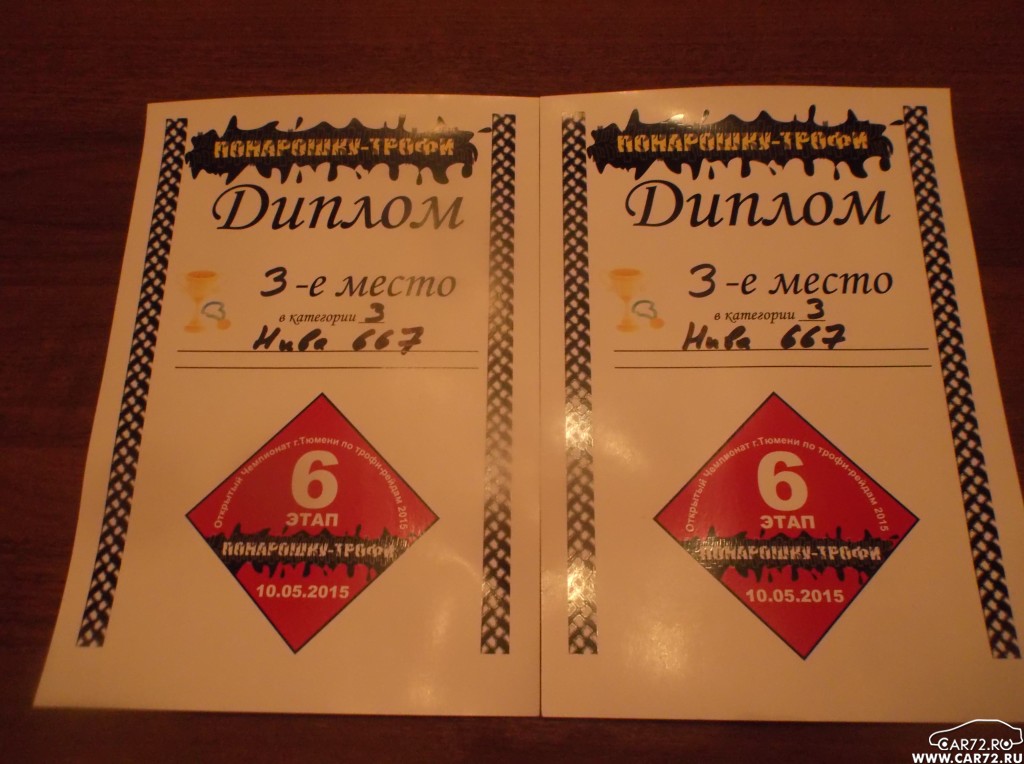 ПОНАРОШКУ-ТРОФИ
Диплом
3-е место
в категории 3
Нива 667
Открытый Чемпионат г.Тюмени по трофи-рейдам 2015
6
ЭТАП
ПОНАРОШКУ-ТРОФИ
10.05.2015
ПОНАРОШКУ-ТРОФИ
Диплом
3-е место
в категории 3
Нива 667
Открытый Чемпионат г.Тюмени по трофи-рейдам 2015
6
ЭТАП
ПОНАРОШКУ-ТРОФИ
10.05.2015
CAR72.RU
WWW.CAR72.RU